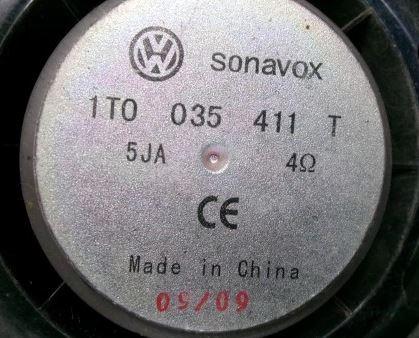 sonavox
1T0 035 411 T
5JA 4Ω
CE
Made in China
05/09